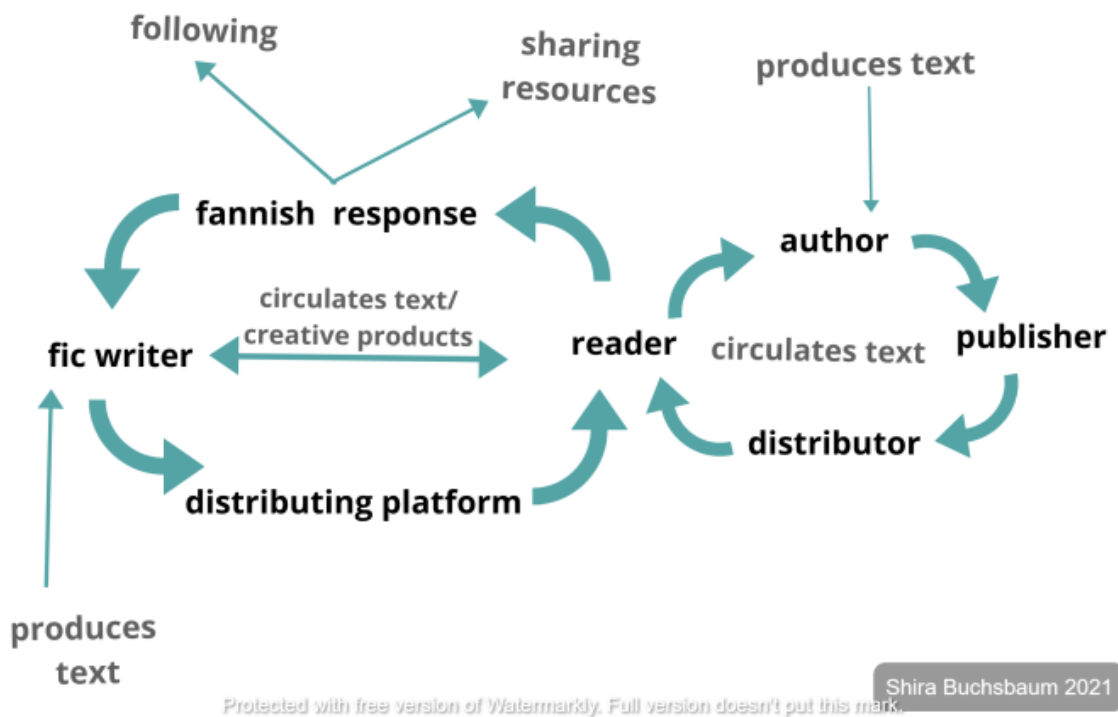 following
sharing
resources
produces text
fannish response
author
circulates text/
creative products
fic writer
reader
circulates text
publisher
distributor
distributing platform
produces
text
Shira Buchsbaum 2021
Protected with free version of Watermarkly. Full version doesn't put this mark.